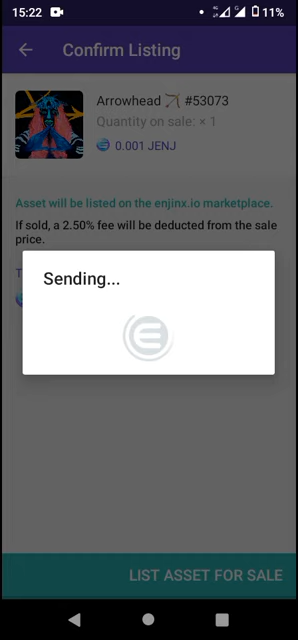 15:22
11%
Confirm Listing
Arrowhead 🏹 #53073
Quantity on sale: × 1
0.001 JENJ
Asset will be listed on the enjinx.io marketplace.
If sold, a 2.50% fee will be deducted from the sale
price.
T
Sending...
LIST ASSET FOR SALE